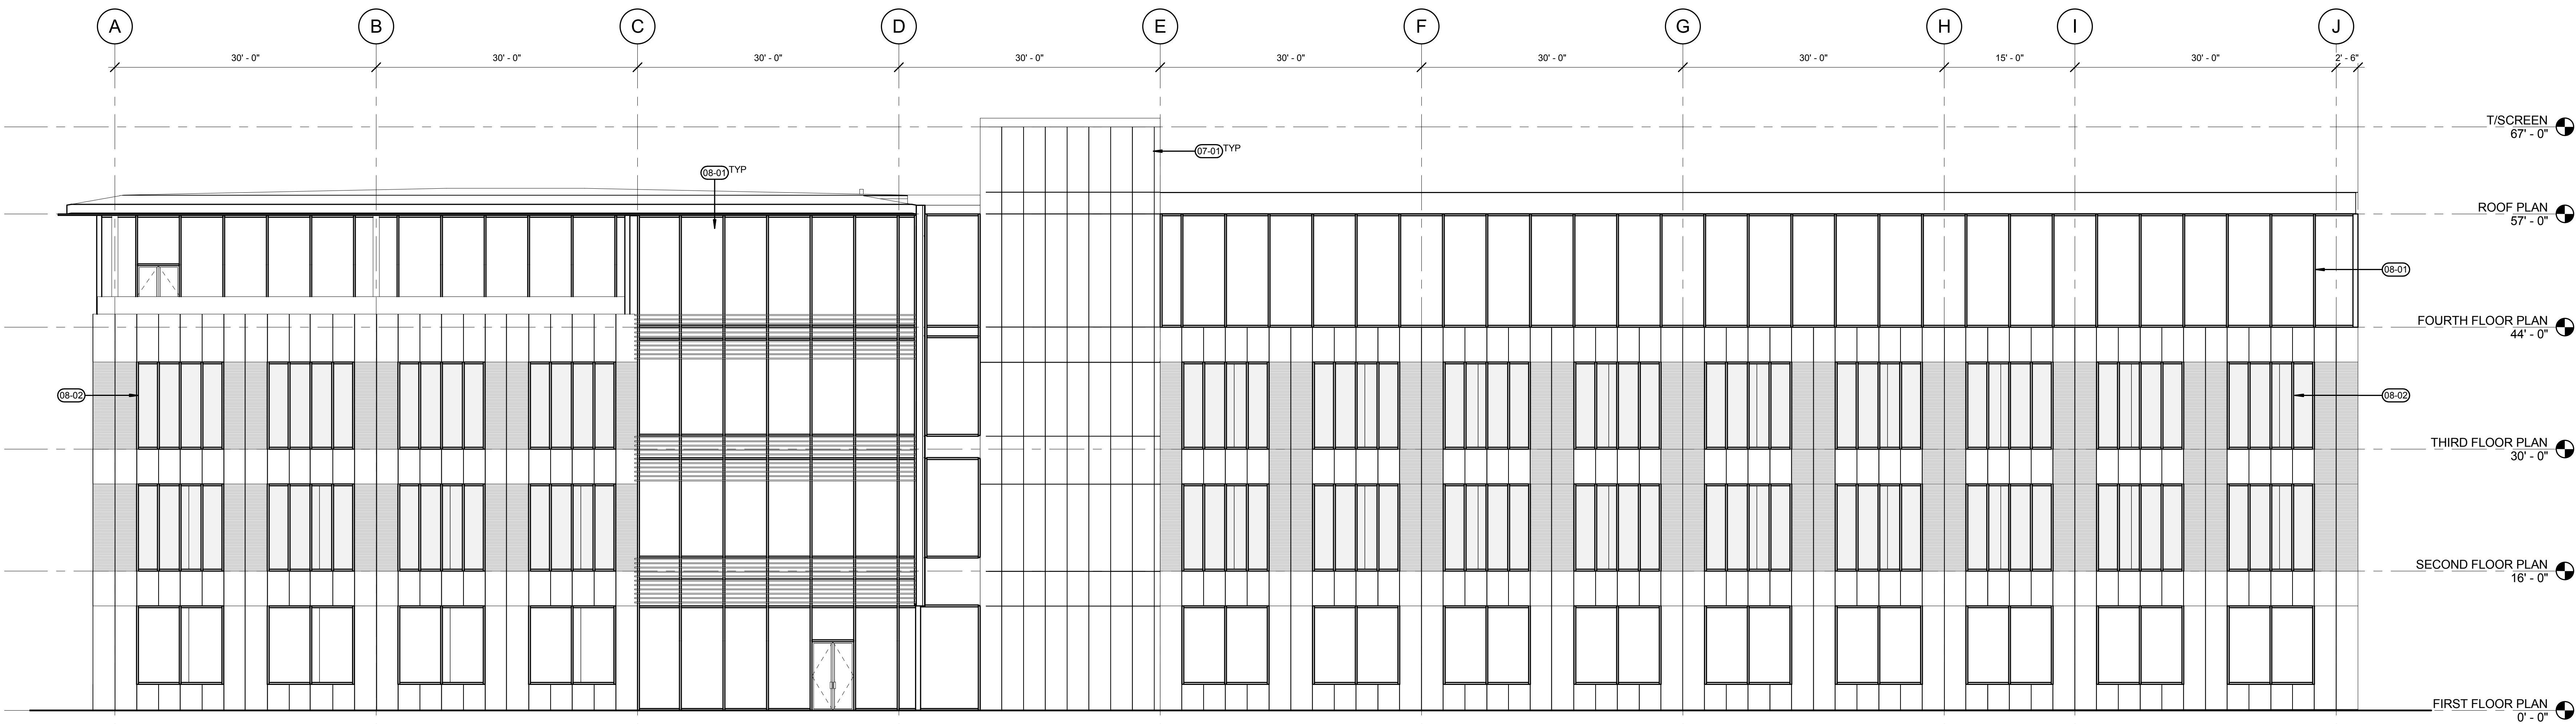 A
B
C
D
E
F
G
H
I
J
30' - 0"
30' - 0"
30' - 0"
30' - 0"
30' - 0"
30' - 0"
30' - 0"
15' - 0"
30' - 0"
2' - 6"
T/SCREEN
67' - 0"
07-01 TYP
08-01 TYP
ROOF PLAN
57' - 0"
08-01
FOURTH FLOOR PLAN
44' - 0"
08-02
08-02
THIRD FLOOR PLAN
30' - 0"
SECOND FLOOR PLAN
16' - 0"
FIRST FLOOR PLAN
0' - 0"